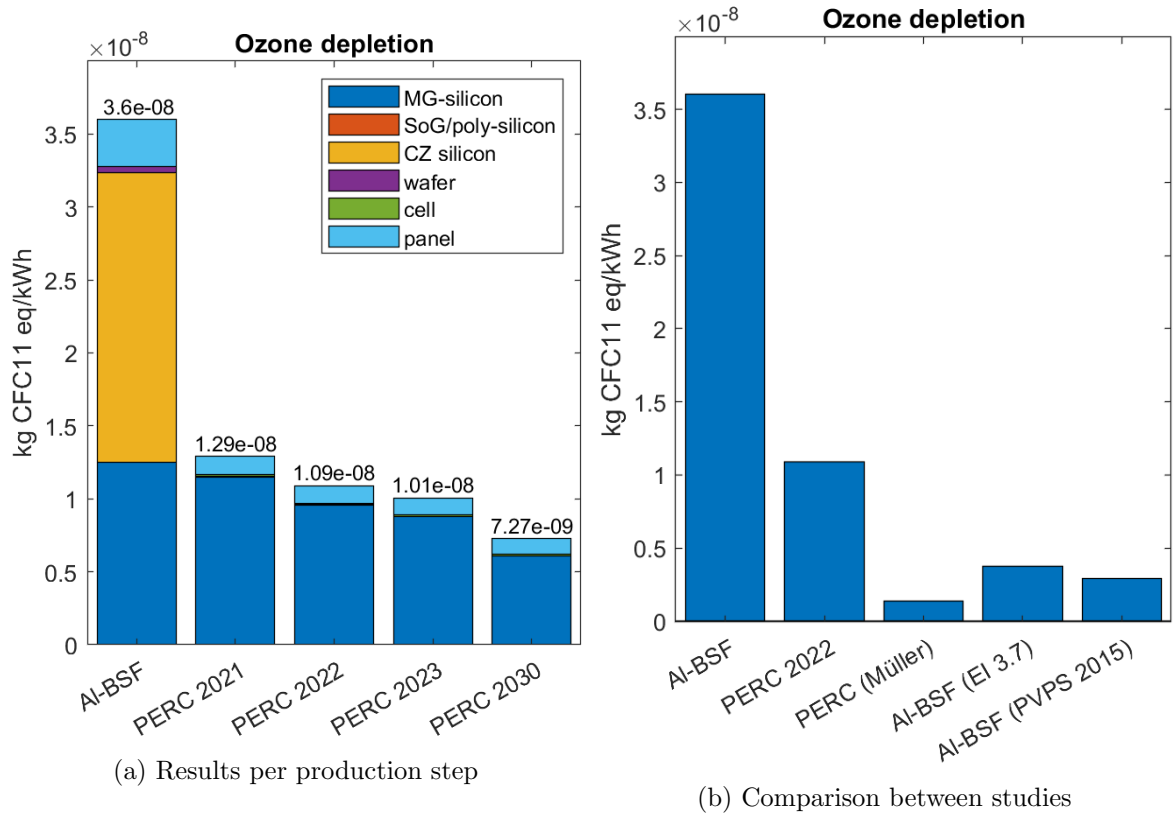 Ozone depletion
×10⁻⁸
3.5
3
2.5
2
1.5
1
0.5
0
kg CFC11 eq/kWh
3.6e-08
1.29e-08
1.09e-08
1.01e-08
7.27e-09
MG-silicon
SoG/poly-silicon
CZ silicon
wafer
cell
panel
Al-BSF
PERC 2021
PERC 2022
PERC 2023
PERC 2030
(a) Results per production step
Ozone depletion
×10⁻⁸
3.5
3
2.5
2
1.5
1
0.5
0
kg CFC11 eq/kWh
Al-BSF
PERC 2022
PERC (Müller)
Al-BSF (EI 3.7)
Al-BSF (PVPS 2015)
(b) Comparison between studies